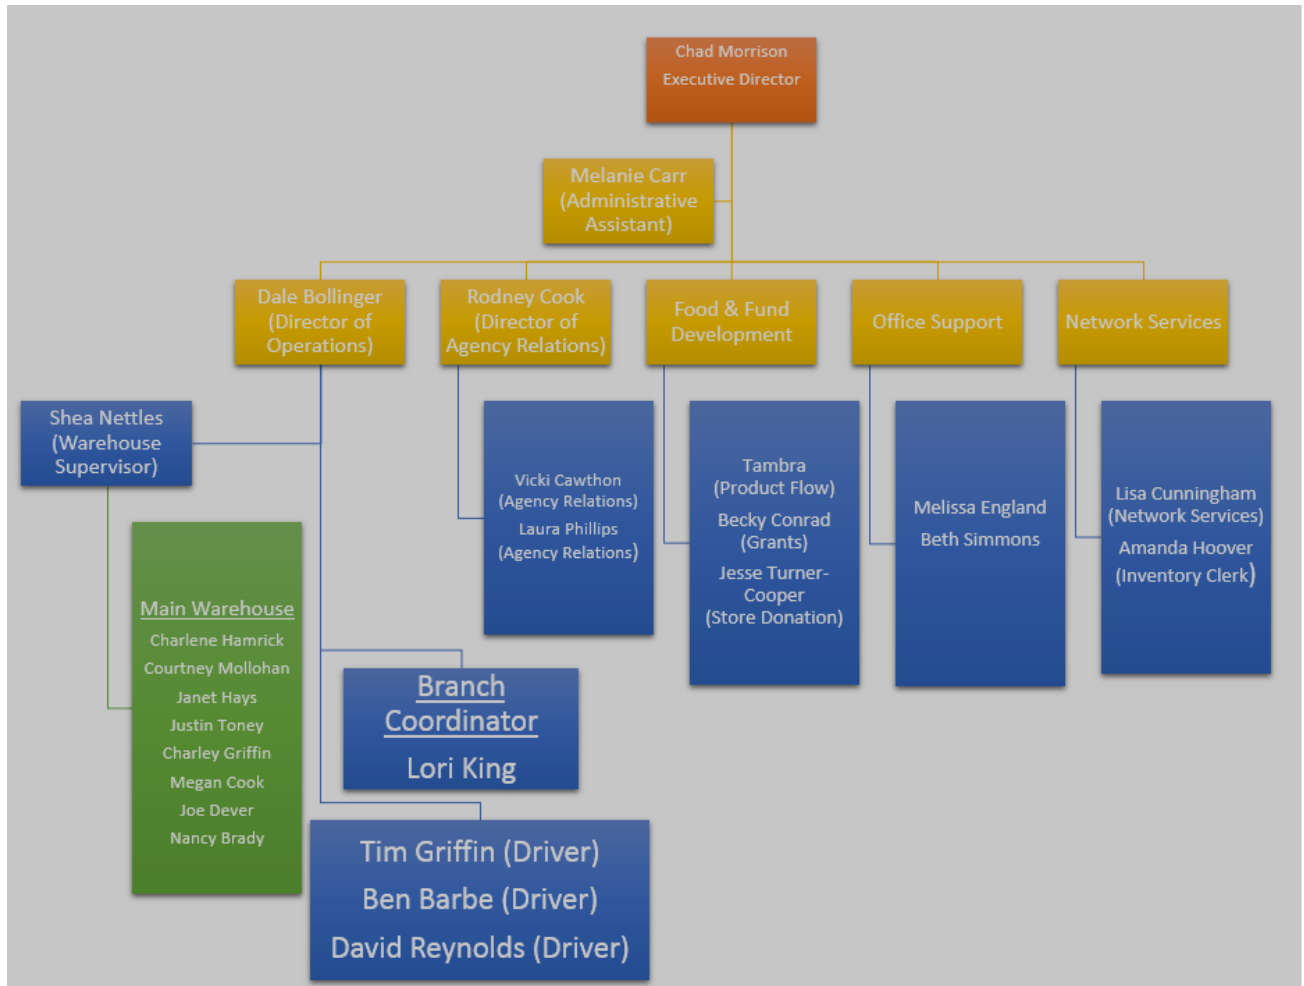 Chad Morrison
Executive Director
Melanie Carr
(Administrative
Assistant)
Dale Bollinger
(Director of
Operations)
Rodney Cook
(Director of
Agency Relations)
Food & Fund
Development
Office Support
Network Services
Shea Nettles
(Warehouse
Supervisor)
Vicki Cawthon
(Agency Relations)
Laura Phillips
(Agency Relations)
Tambra
(Product Flow)
Becky Conrad
(Grants)
Jesse Turner-
Cooper
(Store Donation)
Melissa England
Beth Simmons
Lisa Cunningham
(Network Services)
Amanda Hoover
(Inventory Clerk)
Main Warehouse
Charlene Hamrick
Courtney Mollohan
Janet Hays
Justin Toney
Charley Griffin
Megan Cook
Joe Dever
Nancy Brady
Branch
Coordinator
Lori King
Tim Griffin (Driver)
Ben Barbe (Driver)
David Reynolds (Driver)